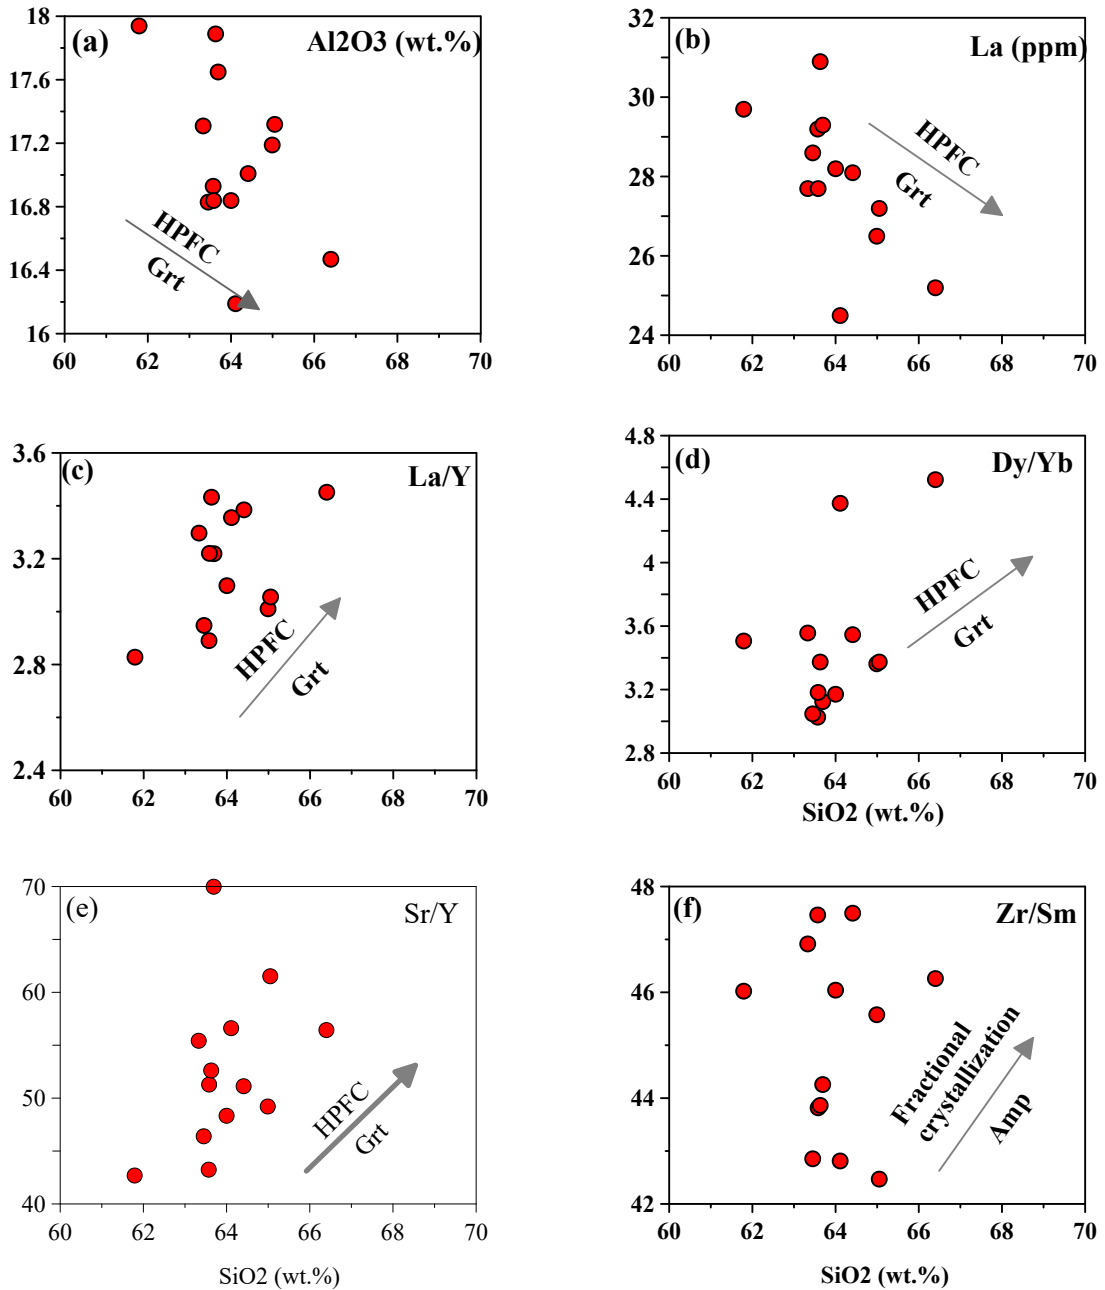 (a)
Al2O3 (wt.%)
18
17.6
17.2
16.8
16.4
16
HPFC
Grt
60 62 64 66 68 70
(b)
La (ppm)
32
30
28
26
24
HPFC
Grt
60 62 64 66 68 70
(c)
La/Y
3.6
3.2
2.8
2.4
HPFC
Grt
60 62 64 66 68 70
(d)
Dy/Yb
4.8
4.4
4
3.6
3.2
2.8
HPFC
Grt
60 62 64 66 68 70
SiO2 (wt.%)
(e)
Sr/Y
70
60
50
40
HPFC
Grt
60 62 64 66 68 70
SiO2 (wt.%)
(f)
Zr/Sm
48
46
44
42
Fractional
crystallization
Amp
60 62 64 66 68 70
SiO2 (wt.%)